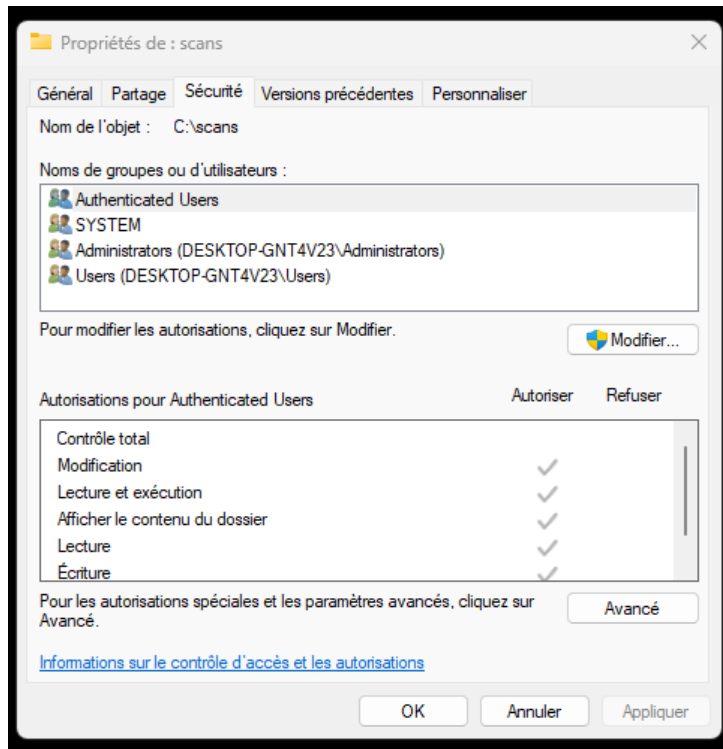 Propriétés de : scans
Général Partage Sécurité Versions précédentes Personnaliser
Nom de l'objet : C:\scans
Noms de groupes ou d'utilisateurs :
Authenticated Users
SYSTEM
Administrators (DESKTOP-GNT4V23\Administrators)
Users (DESKTOP-GNT4V23\Users)
Pour modifier les autorisations, cliquez sur Modifier.
Modifier...
Autorisations pour Authenticated Users Autoriser Refuser
Contrôle total
Modification
Lecture et exécution
Afficher le contenu du dossier
Lecture
Écriture
Pour les autorisations spéciales et les paramètres avancés, cliquez sur
Avancé.
Avancé
Informations sur le contrôle d'accès et les autorisations
OK Annuler Appliquer